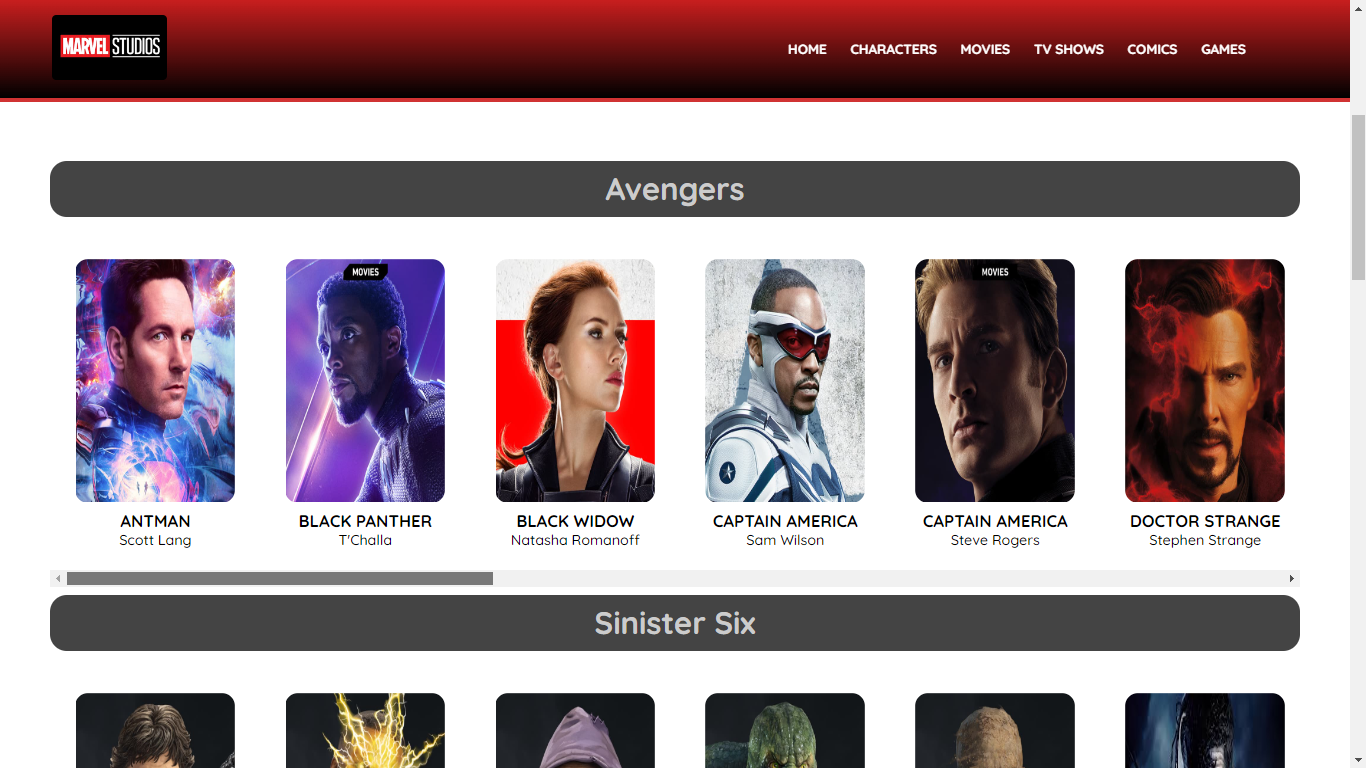 MARVEL STUDIOS
HOME CHARACTERS MOVIES TV SHOWS COMICS GAMES
Avengers
MOVIES MOVIES
ANTMAN BLACK PANTHER BLACK WIDOW CAPTAIN AMERICA CAPTAIN AMERICA DOCTOR STRANGE
Scott Lang T'Challa Natasha Romanoff Sam Wilson Steve Rogers Stephen Strange
Sinister Six